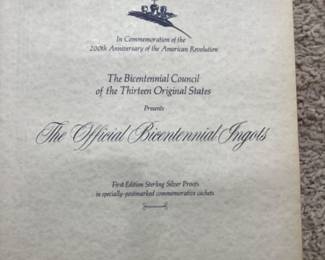 In Commemoration of the
200th Anniversary of the American Revolution
The Bicentennial Council
of the Thirteen Original States
Presents
The Official Bicentennial Ingots
First Edition Sterling Silver Proofs
in specially-postmarked commemorative cachets